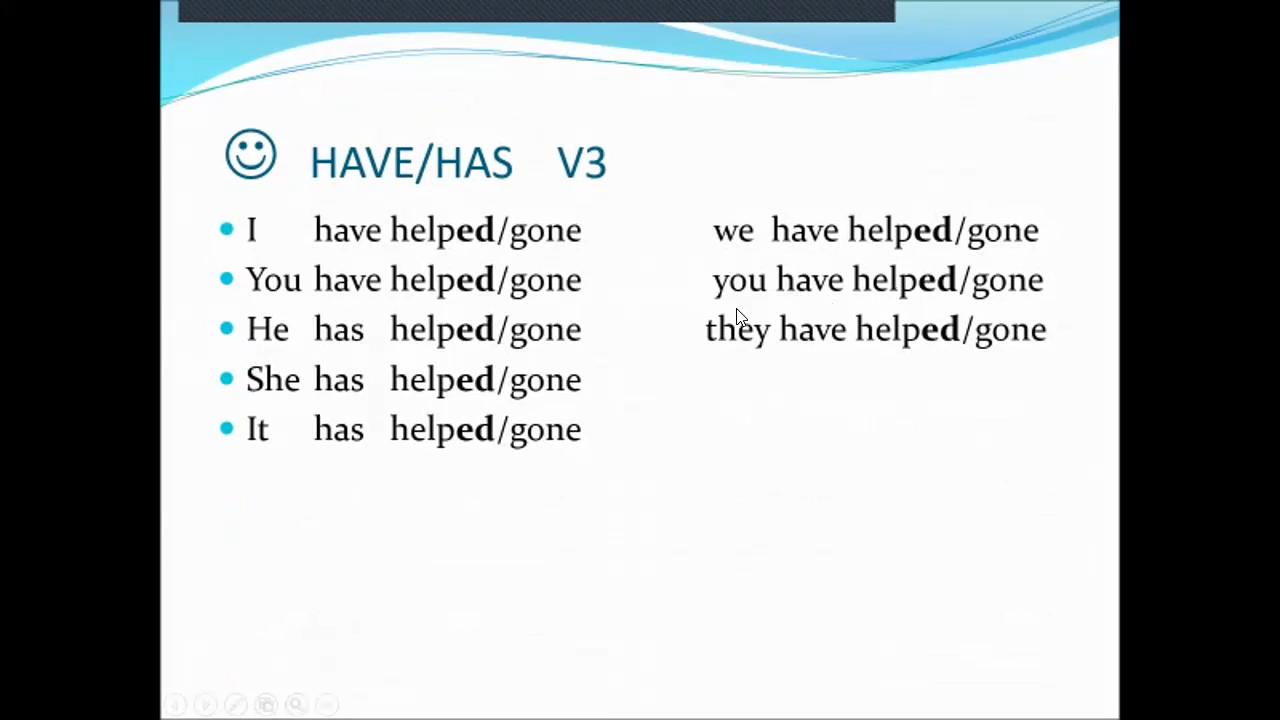 ☺ HAVE/HAS V3
• I have helped/gone we have helped/gone
• You have helped/gone you have helped/gone
• He has helped/gone they have helped/gone
• She has helped/gone
• It has helped/gone